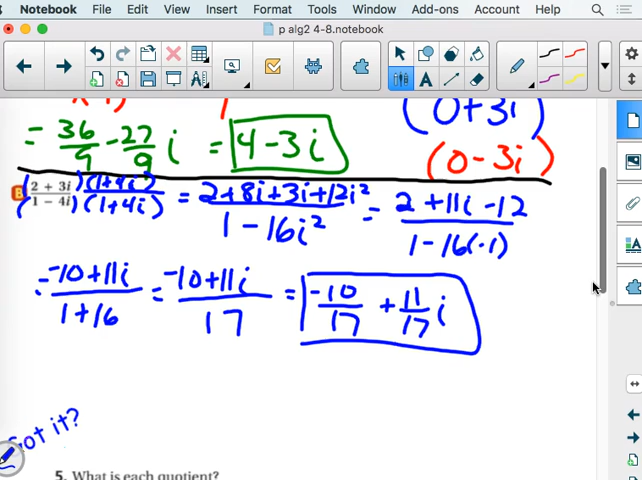 Notebook Edit View Insert Format Tools Window Add-ons Account Help
p alg2 4-8.notebook
(0+3i)
= 36/9 - 27/9 i = 4-3i
(0-3i)
B (2 + 3i)/(1 - 4i) (1+4i)/(1+4i) = 2+8i+3i+12i²/1-16i² = 2+11i-12/1-16(-1)
= -10+11i/1+16 = -10+11i/17 = -10/17 + 11/17 i
Got it?
5. What is each quotient?